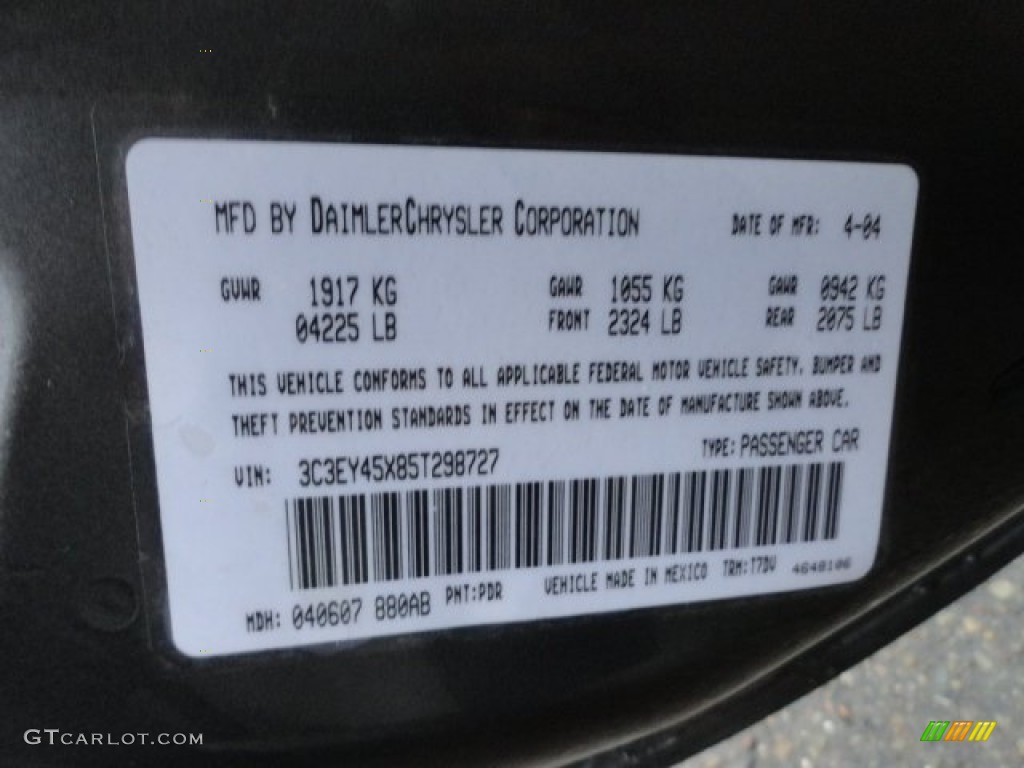 MFD BY DAIMLERCHRYSLER CORPORATION DATE OF MFR: 4-04
GVWR 1917 KG GAWR 1055 KG GAWR 0942 KG
04225 LB FRONT 2324 LB REAR 2075 LB
THIS VEHICLE CONFORMS TO ALL APPLICABLE FEDERAL MOTOR VEHICLE SAFETY, BUMPER AND
THEFT PREVENTION STANDARDS IN EFFECT ON THE DATE OF MANUFACTURE SHOWN ABOVE.
VIN: 3C3EY45X85T298727 TYPE: PASSENGER CAR
MDH: 040607 880AB PNT:PDR VEHICLE MADE IN MEXICO TRM:T7DV 4648106
GTCARLOT.COM